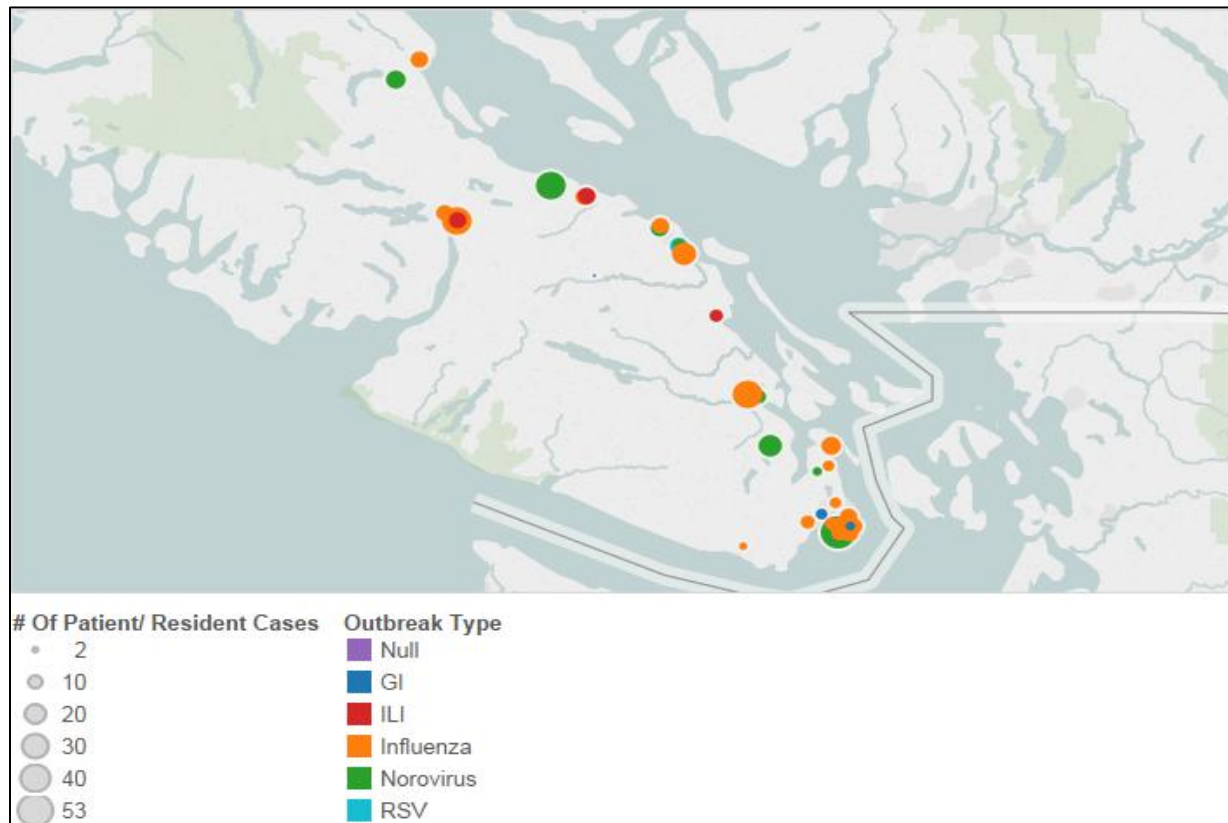 # Of Patient/ Resident Cases
2
10
20
30
40
53
Outbreak Type
Null
GI
ILI
Influenza
Norovirus
RSV